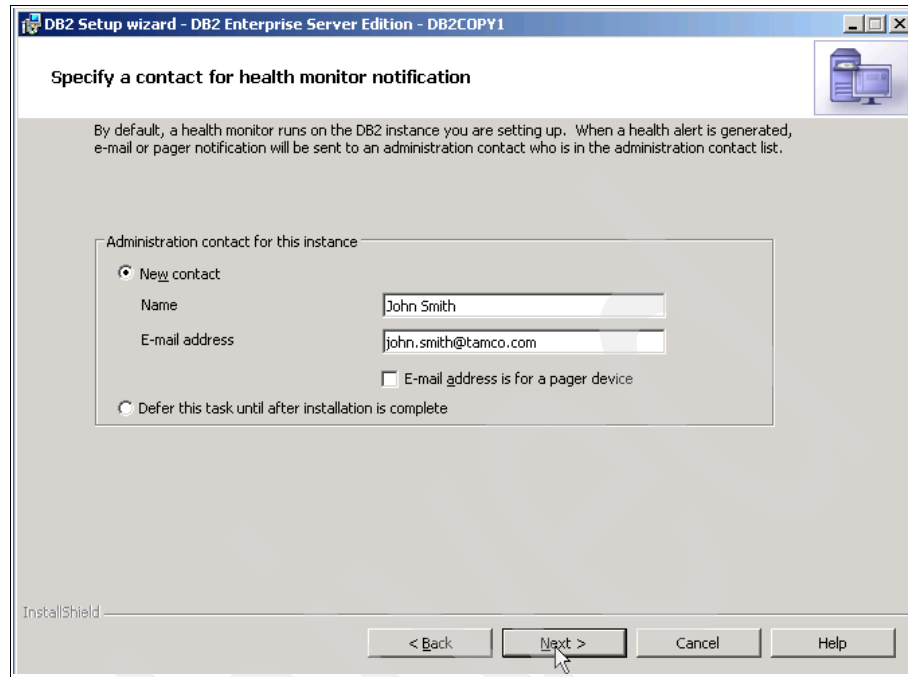 DB2 Setup wizard - DB2 Enterprise Server Edition - DB2COPY1
Specify a contact for health monitor notification
By default, a health monitor runs on the DB2 instance you are setting up. When a health alert is generated,
e-mail or pager notification will be sent to an administration contact who is in the administration contact list.
Administration contact for this instance
New contact
Name John Smith
E-mail address john.smith@tamco.com
E-mail address is for a pager device
Defer this task until after installation is complete
InstallShield
< Back Next > Cancel Help